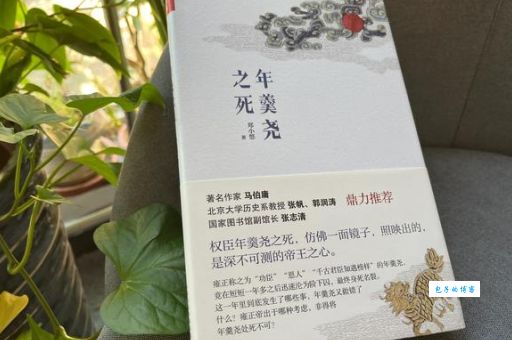 年羹尧
之死
郑小悠
著
著名作家 马伯庸
北京大学历史系教授 张帆、郭润涛 鼎力推荐
国家图书馆副馆长 张志清
权臣年羹尧之死,仿佛一面镜子,照映出的,
是深不可测的帝王之心。
雍正称之为“功臣”“恩人”“千古君臣知遇榜样”的年羹尧,
竟在短短一年多之后迅速沦为阶下囚,最终身死名裂。
这一年里到底发生了哪些事,年羹尧又做错了
什么?雍正帝出于哪种考虑,非得将
年羹尧处死不可?
包子的博客